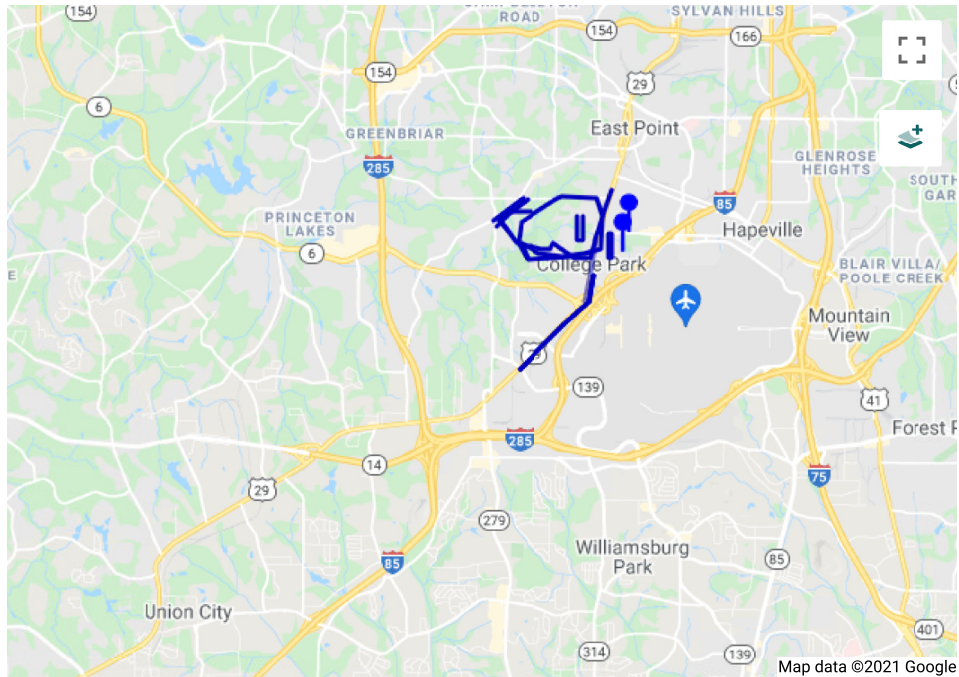 154
ROAD
SYLVAN HILLS
154
166
154
29
6
East Point
GREENBRIAR
285
GLENROSE
HEIGHTS
SOUTH
GAR
85
PRINCETON
LAKES
Hapeville
6
College Park
BLAIR VILLA/
POOLE CREEK
E
Mountain
View
29
139
41
Forest P
285
14
75
29
279
Williamsburg
Park
85
85
Union City
401
314
139
Map data ©2021 Google